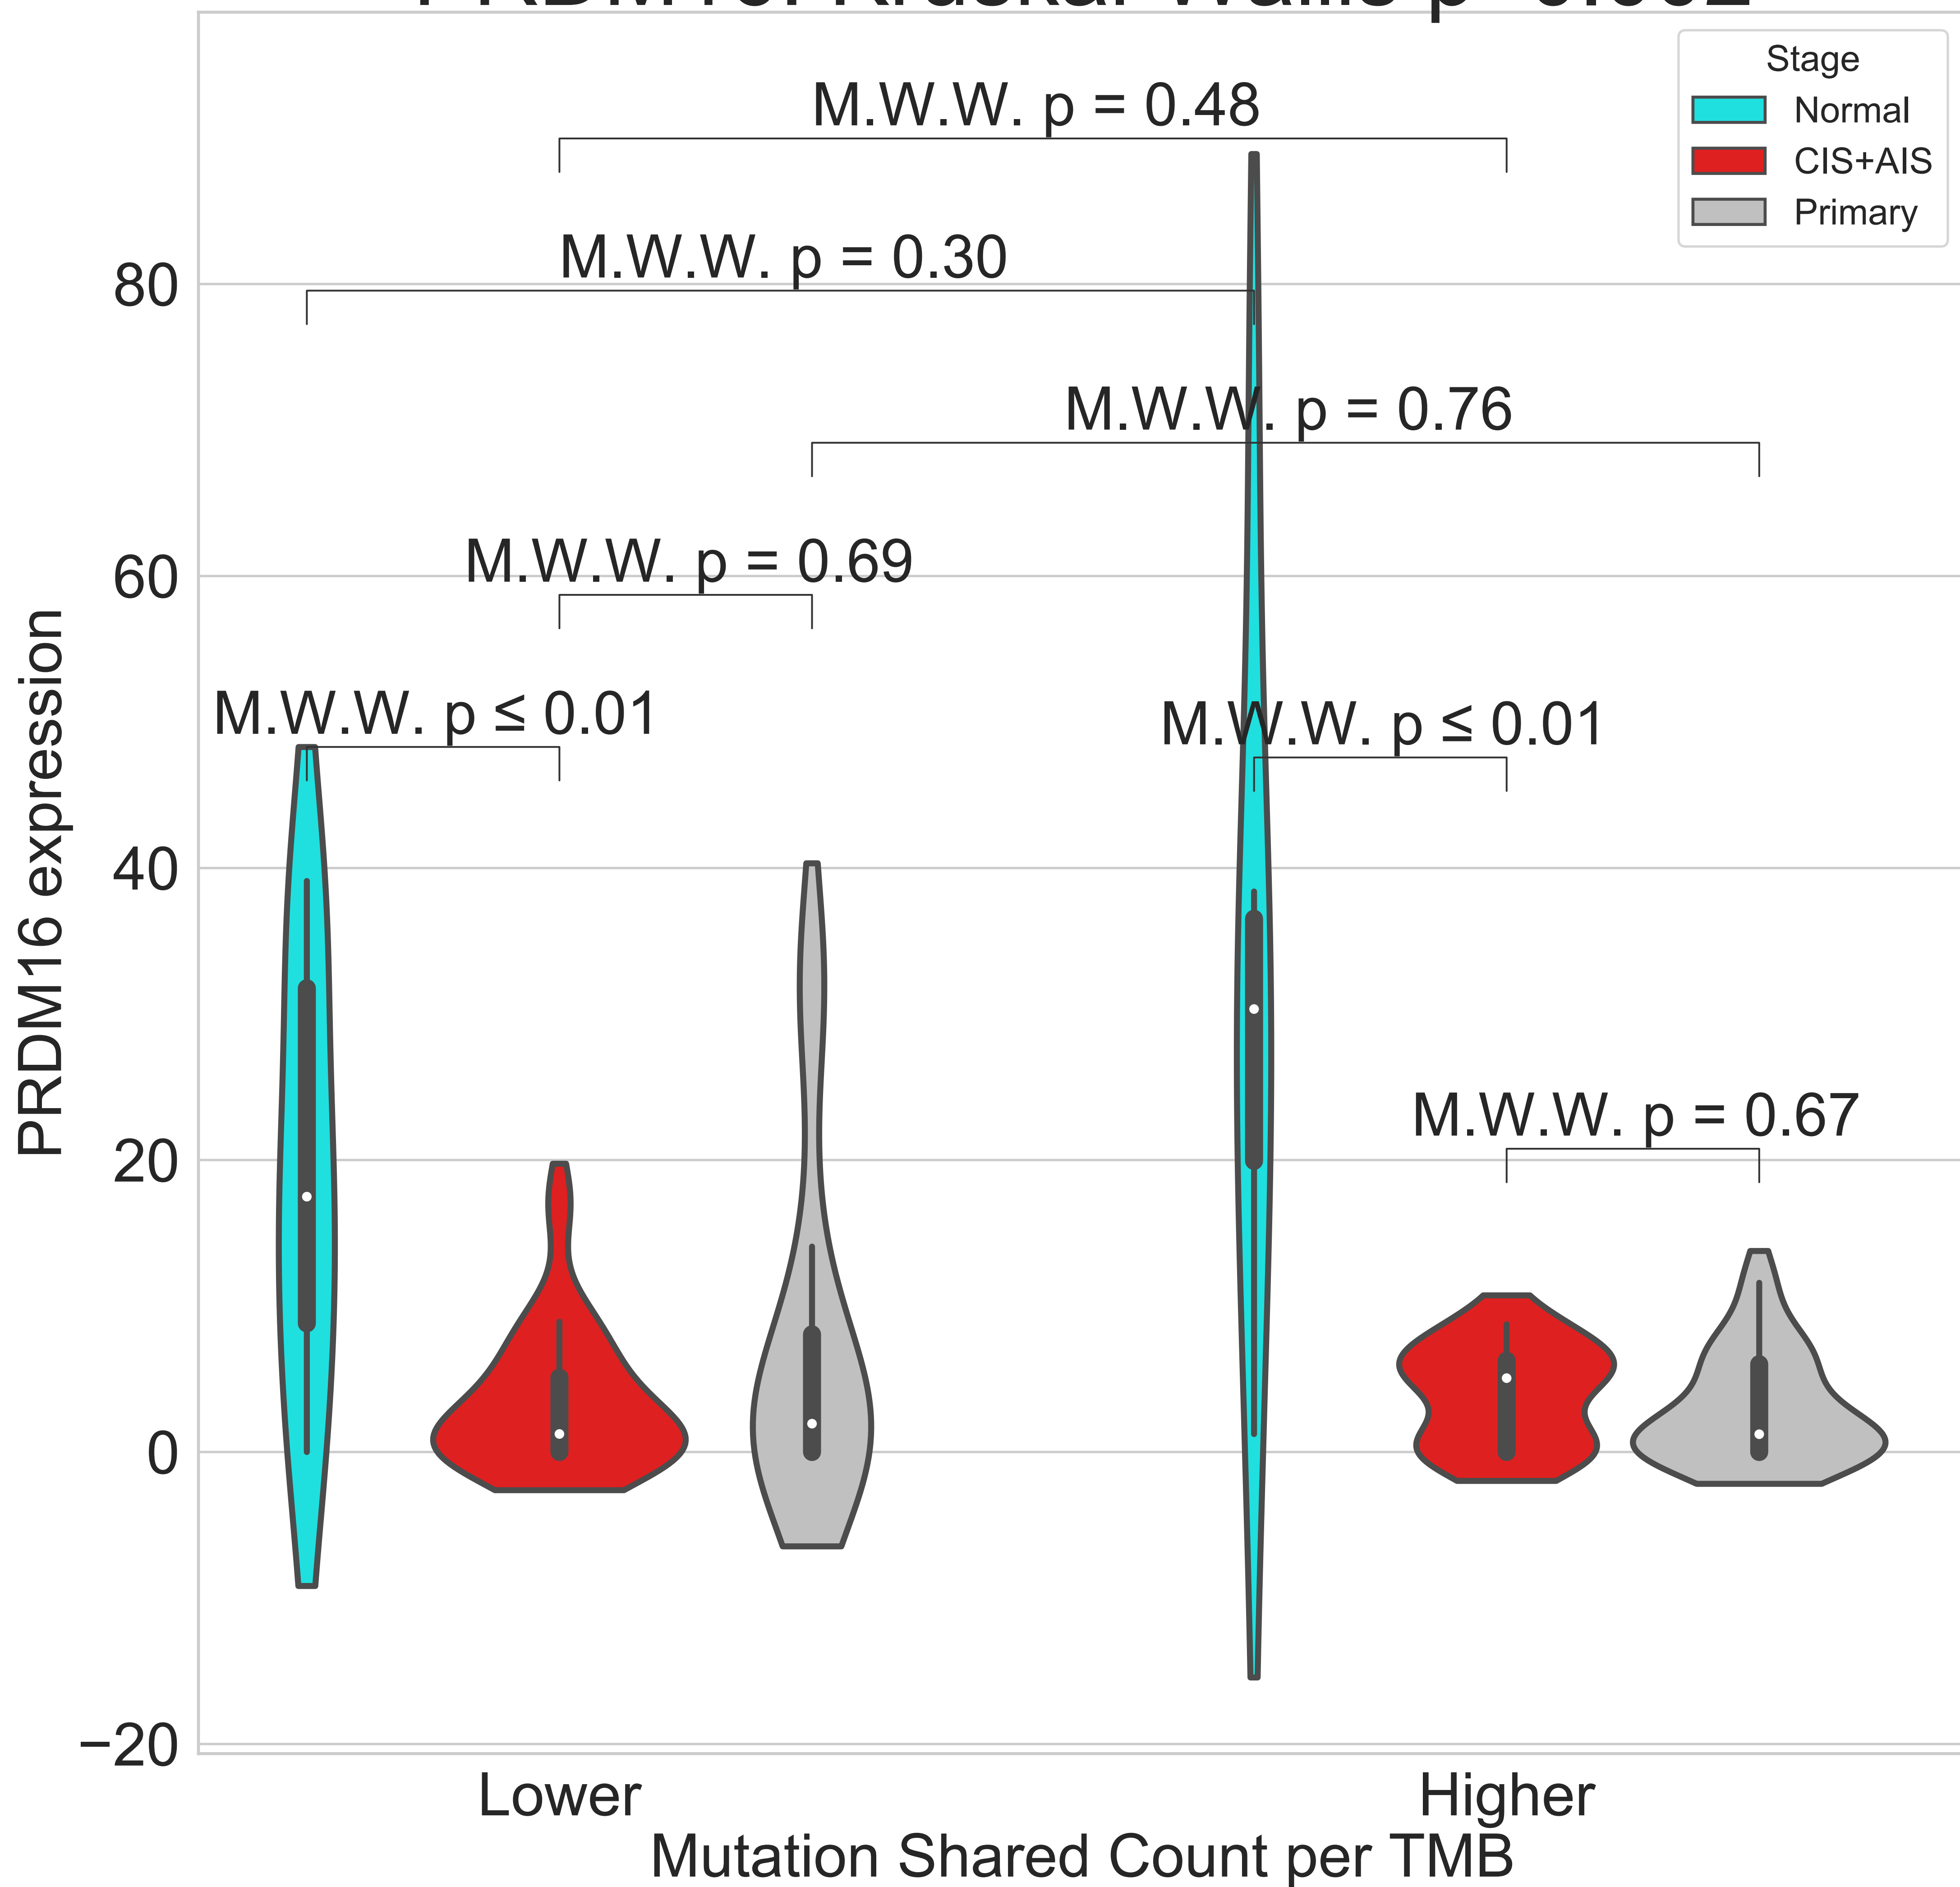 Stage
Normal
CIS+AIS
Primary
M.W.W. p = 0.48
M.W.W. p = 0.30
M.W.W. p = 0.76
M.W.W. p = 0.69
M.W.W. p ≤ 0.01
M.W.W. p ≤ 0.01
M.W.W. p = 0.67
80
60
40
20
0
−20
PRDM16 expression
Lower
Higher
Mutation Shared Count per TMB